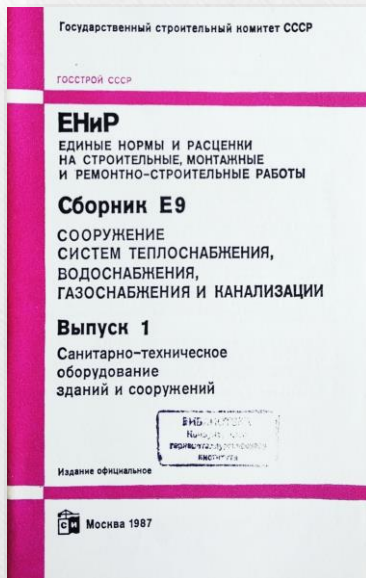 Государственный строительный комитет СССР
ГОССТРОЙ СССР
ЕНиР
ЕДИНЫЕ НОРМЫ И РАСЦЕНКИ
НА СТРОИТЕЛЬНЫЕ, МОНТАЖНЫЕ
И РЕМОНТНО-СТРОИТЕЛЬНЫЕ РАБОТЫ
Сборник Е9
СООРУЖЕНИЕ
СИСТЕМ ТЕПЛОСНАБЖЕНИЯ,
ВОДОСНАБЖЕНИЯ,
ГАЗОСНАБЖЕНИЯ И КАНАЛИЗАЦИИ
Выпуск 1
Санитарно-техническое
оборудование
зданий и сооружений
института
Издание официальное
Москва 1987